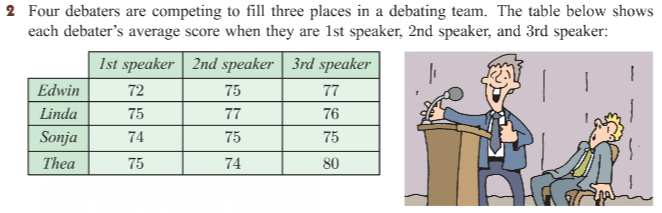 2 Four debaters are competing to fill three places in a debating team. The table below shows
each debater's average score when they are 1st speaker, 2nd speaker, and 3rd speaker:
1st speaker 2nd speaker 3rd speaker
Edwin 72 75 77
Linda 75 77 76
Sonja 74 75 75
Thea 75 74 80